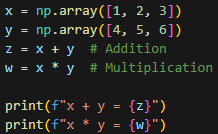 x = np.array([1, 2, 3])
y = np.array([4, 5, 6])
z = x + y  # Addition
w = x * y  # Multiplication

print(f"x + y = {z}")
print(f"x * y = {w}")